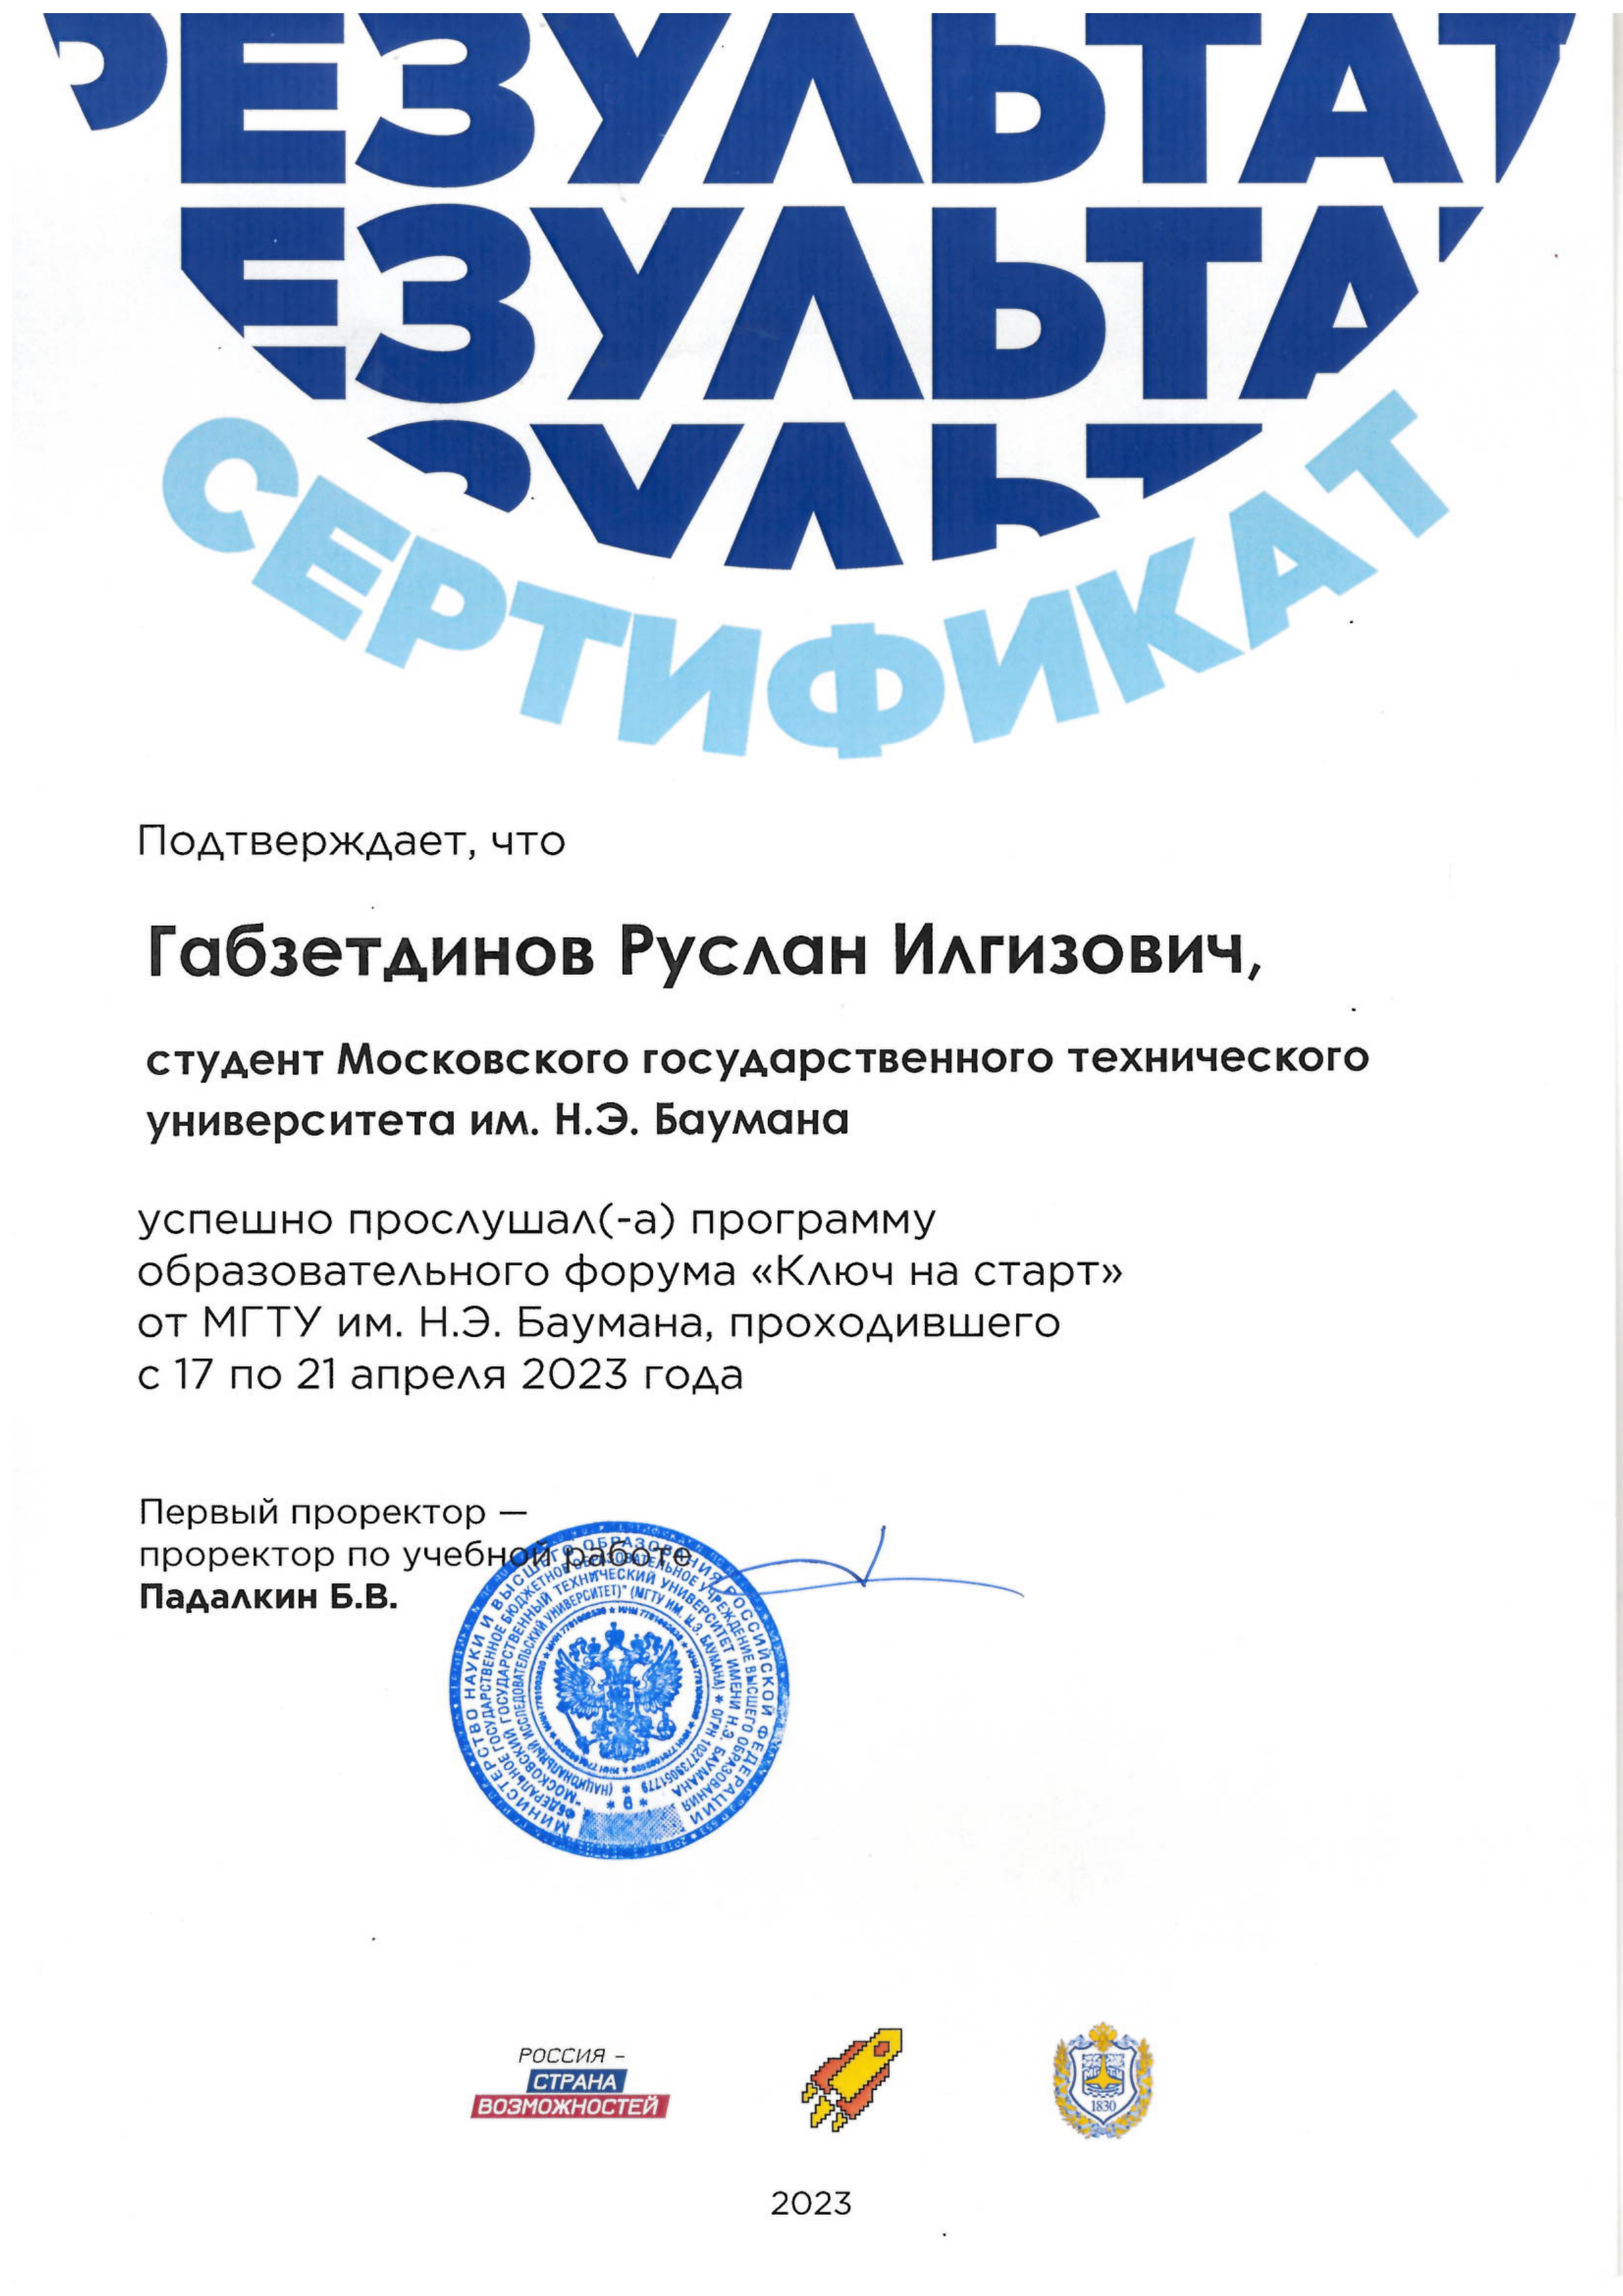 РЕЗУЛЬТАТ
ЕЗУЛЬТАТ
ЗУЛЬТ
СЕРТИФИКАТ
Подтверждает, что
Габзетдинов Руслан Илгизович,
студент Московского государственного технического
университета им. Н.Э. Баумана
успешно прослушал(-а) программу
образовательного форума «Ключ на старт»
от МГТУ им. Н.Э. Баумана, проходившего
с 17 по 21 апреля 2023 года
Первый проректор —
проректор по учебной работе
Падалкин Б.В.
МИНИСТЕРСТВО НАУКИ И ВЫСШЕГО ОБРАЗОВАНИЯ РОССИЙСКОЙ ФЕДЕРАЦИИ
ФЕДЕРАЛЬНОЕ ГОСУДАРСТВЕННОЕ БЮДЖЕТНОЕ ОБРАЗОВАТЕЛЬНОЕ УЧРЕЖДЕНИЕ ВЫСШЕГО ОБРАЗОВАНИЯ
"МОСКОВСКИЙ ГОСУДАРСТВЕННЫЙ ТЕХНИЧЕСКИЙ УНИВЕРСИТЕТ ИМЕНИ Н.Э. БАУМАНА
(НАЦИОНАЛЬНЫЙ ИССЛЕДОВАТЕЛЬСКИЙ УНИВЕРСИТЕТ)" (МГТУ ИМ. Н.Э. БАУМАНА) * ОГРН 1027739051779 *
* 9 *
РОССИЯ –
СТРАНА
ВОЗМОЖНОСТЕЙ
1830
2023